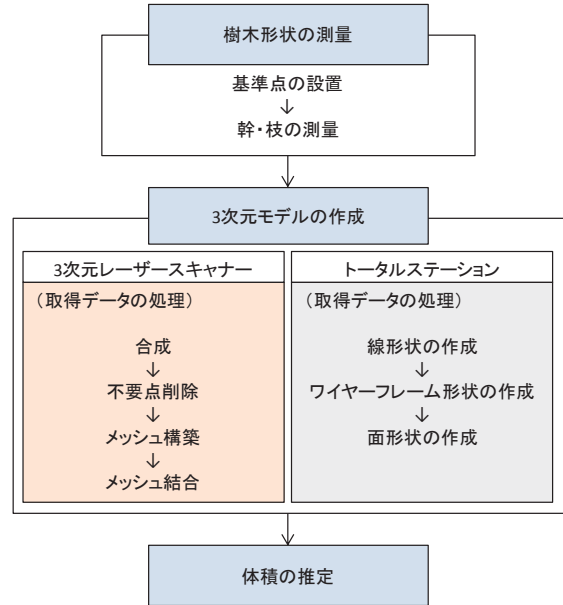 樹木形状の測量
基準点の設置
↓
幹・枝の測量
3次元モデルの作成
3次元レーザースキャナー
（取得データの処理）
合成
↓
不要点削除
↓
メッシュ構築
↓
メッシュ結合
トータルステーション
（取得データの処理）
線形状の作成
↓
ワイヤーフレーム形状の作成
↓
面形状の作成
体積の推定